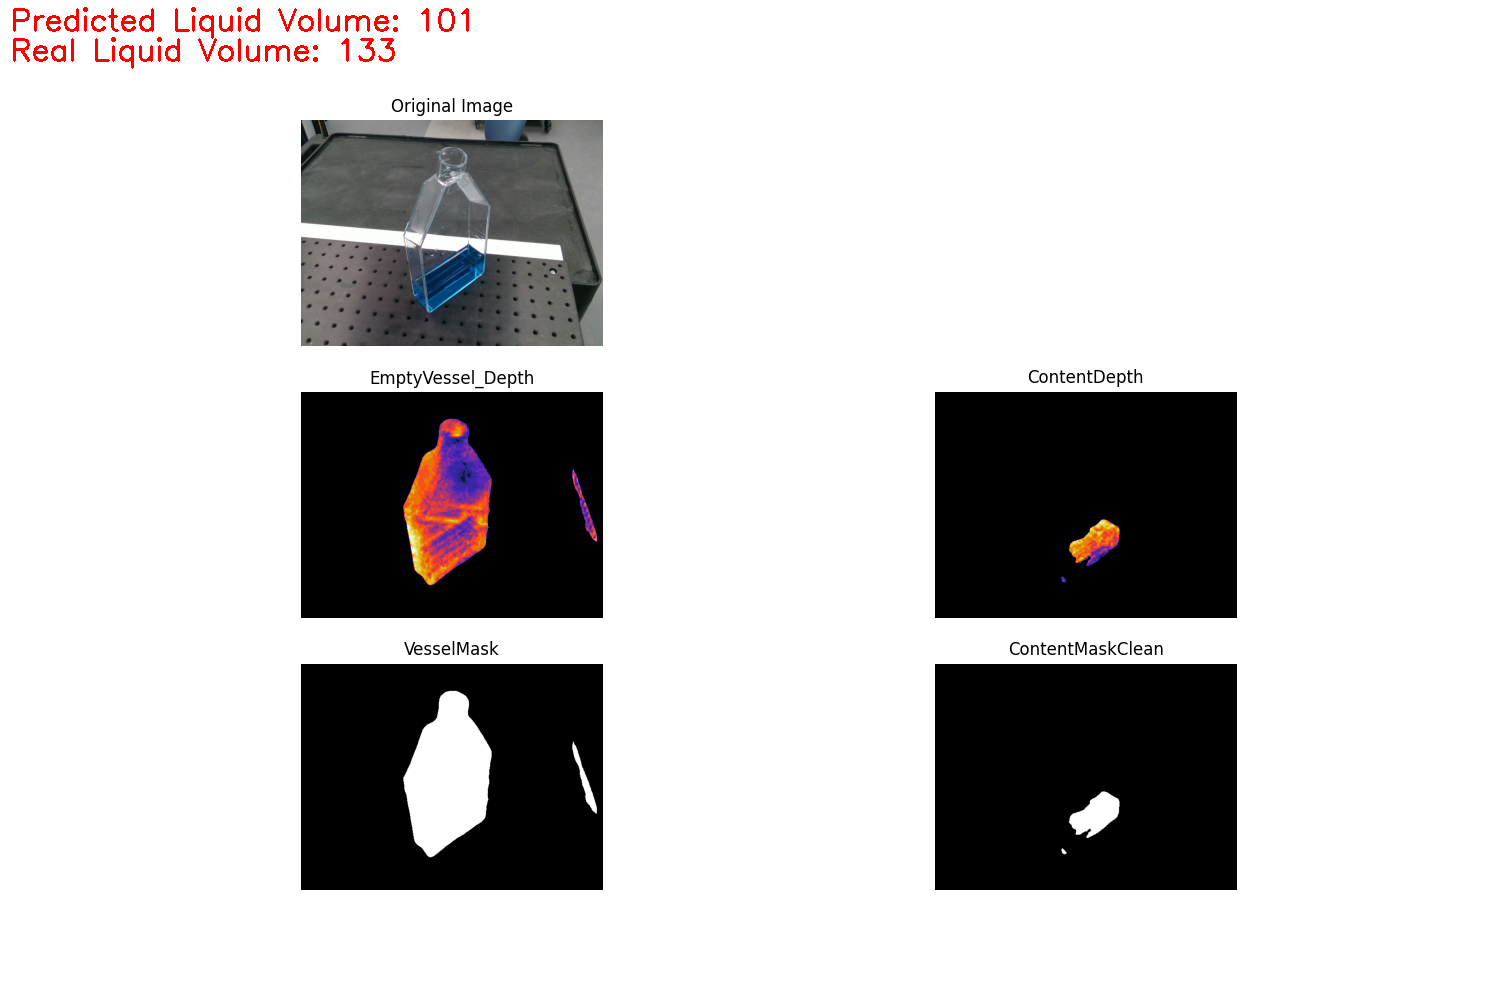 Predicted Liquid Volume: 101
Real Liquid Volume: 133
Original Image
EmptyVessel_Depth
ContentDepth
VesselMask
ContentMaskClean